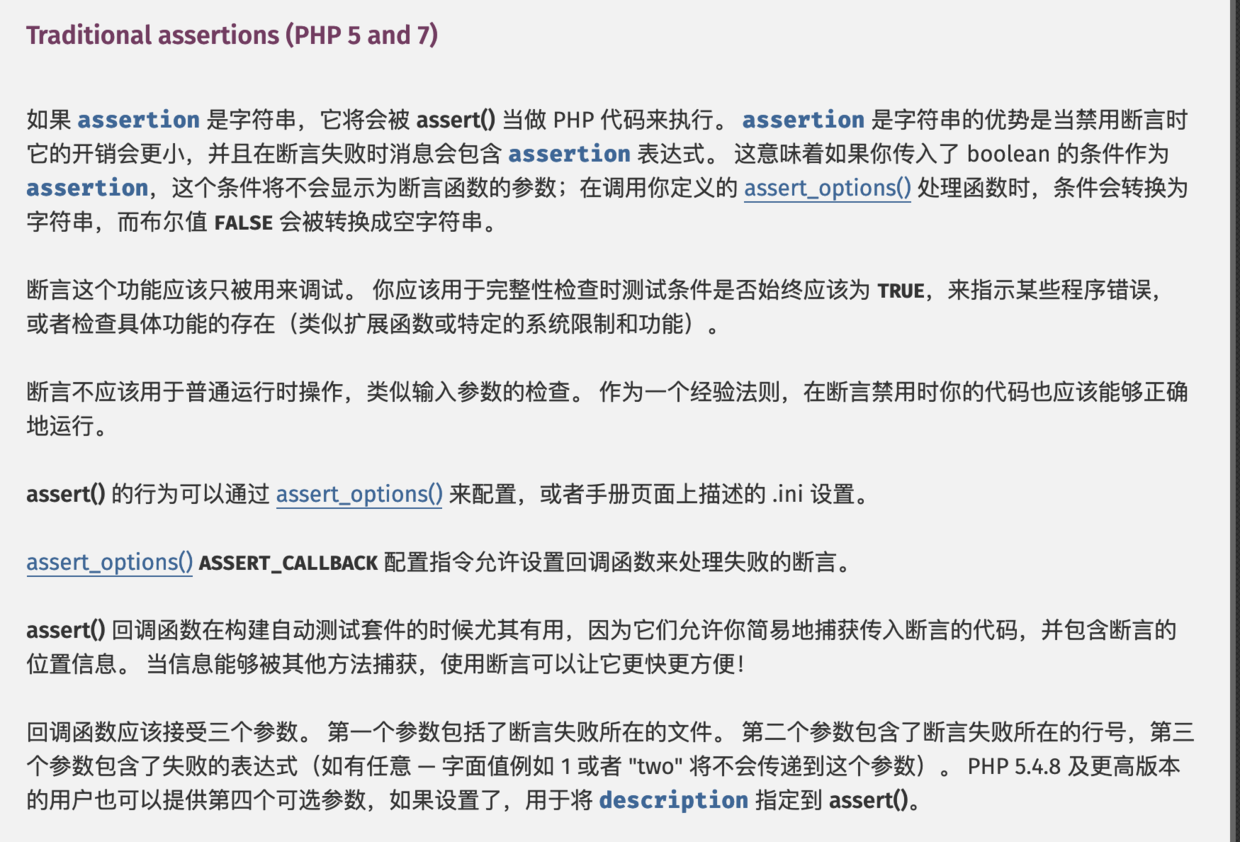 Traditional assertions (PHP 5 and 7)
如果 assertion 是字符串，它将会被 assert() 当做 PHP 代码来执行。 assertion 是字符串的优势是当禁用断言时
它的开销会更小，并且在断言失败时消息会包含 assertion 表达式。 这意味着如果你传入了 boolean 的条件作为
assertion，这个条件将不会显示为断言函数的参数；在调用你定义的 assert_options() 处理函数时，条件会转换为
字符串，而布尔值 FALSE 会被转换成空字符串。
断言这个功能应该只被用来调试。 你应该用于完整性检查时测试条件是否始终应该为 TRUE，来指示某些程序错误，
或者检查具体功能的存在（类似扩展函数或特定的系统限制和功能）。
断言不应该用于普通运行时操作，类似输入参数的检查。 作为一个经验法则，在断言禁用时你的代码也应该能够正确
地运行。
assert() 的行为可以通过 assert_options() 来配置，或者手册页面上描述的 .ini 设置。
assert_options() ASSERT_CALLBACK 配置指令允许设置回调函数来处理失败的断言。
assert() 回调函数在构建自动测试套件的时候尤其有用，因为它们允许你简易地捕获传入断言的代码，并包含断言的
位置信息。 当信息能够被其他方法捕获，使用断言可以让它更快更方便！
回调函数应该接受三个参数。 第一个参数包括了断言失败所在的文件。 第二个参数包含了断言失败所在的行号，第三
个参数包含了失败的表达式（如有任意 — 字面值例如 1 或者 "two" 将不会传递到这个参数）。 PHP 5.4.8 及更高版本
的用户也可以提供第四个可选参数，如果设置了，用于将 description 指定到 assert()。